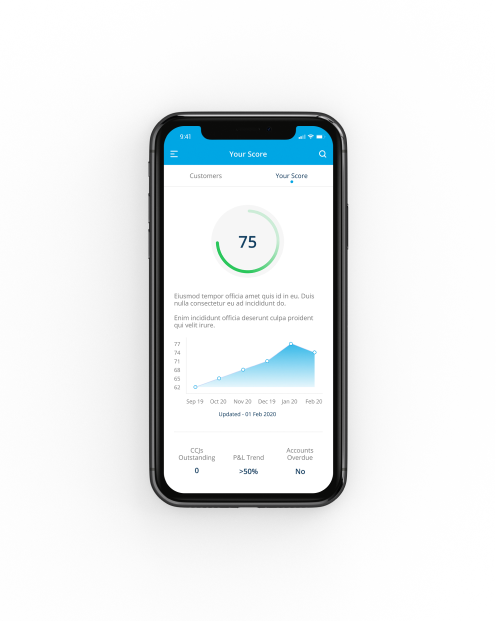 9:41
Your Score
Customers
Your Score
75
Eiusmod tempor officia amet quis id in eu. Duis
nulla consectetur eu ad incididunt do.
Enim incididunt officia deserunt culpa proident
qui velit irure.
77
74
71
68
65
62
Sep 19 Oct 20 Nov 20 Dec 19 Jan 20 Feb 20
Updated - 01 Feb 2020
CCJs
Outstanding
0
P&L Trend
>50%
Accounts
Overdue
No